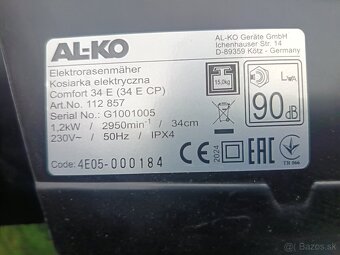 AL-KO
AL-KO Geräte GmbH
Ichenhauser Str. 14
D-89359 Kötz - Germany
Elektrorasenmäher
Kosiarka elektryczna
Comfort 34 E (34 E CP)
Art.No. 112 857
Serial No.: G1001005
1,2kW / 2950min⁻¹ / 34cm
230V~ / 50Hz / IPX4
15,0kg
LWA
90dB
2024
EAC
Code: 4E05-000184
© Bazos.sk